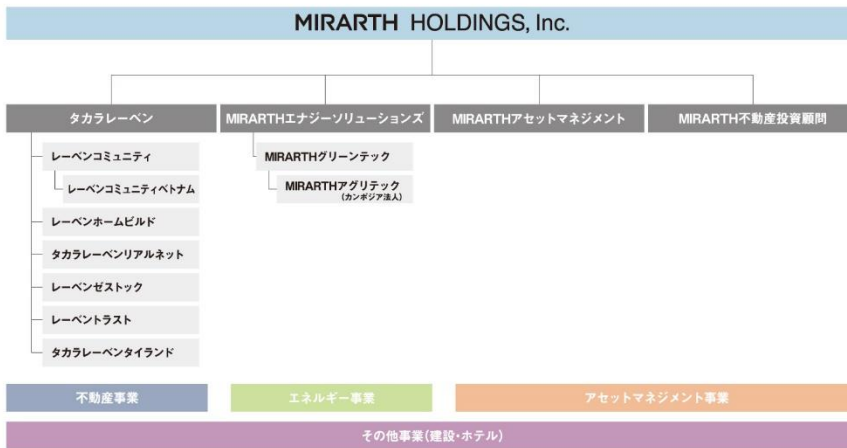 MIRARTH HOLDINGS, Inc.
タカラレーベン
MIRARTHエナジーソリューションズ
MIRARTHアセットマネジメント
MIRARTH不動産投資顧問
レーベンコミュニティ
レーベンコミュニティベトナム
レーベンホームビルド
タカラレーベンリアルネット
レーベンゼストック
レーベントラスト
タカラレーベンタイランド
MIRARTHグリーンテック
MIRARTHアグリテック
(カンボジア法人)
不動産事業
エネルギー事業
アセットマネジメント事業
その他事業(建設・ホテル)